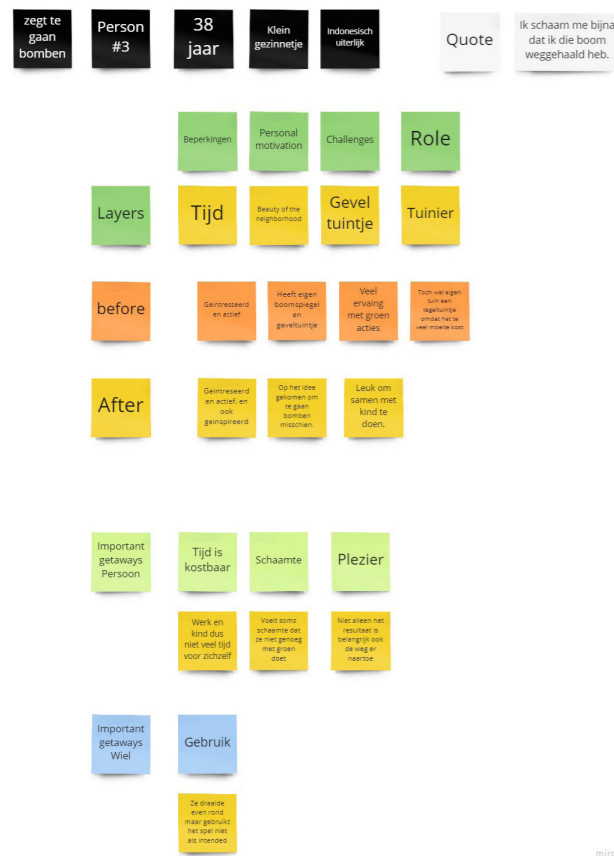 zegt te
gaan
bomben
Person
#3
38
jaar
Klein
gezinnetje
Indonesisch
uiterlijk
Quote
Ik schaam me bijna
dat ik die boom
weggehaald heb.
Beperkingen
Personal
motivation
Challenges
Role
Layers
Tijd
Beauty of the
neighborhood
Gevel
tuintje
Tuinier
before
Geintresseerd
en actief
Heeft eigen
boomspiegel
en
geveltuintje
Veel
ervaing
met groen
acties
Toch wel eigen
tuin een
tegeltuintje
omdat het te
veel moeite kost
After
Geintreseerd
en actief. en
ook
geinspireerd
Op het idee
gekomen om
te gaan
bomben
misschien.
Leuk om
samen met
kind te
doen.
Important
getaways
Persoon
Tijd is
kostbaar
Schaamte
Plezier
Werk en
kind dus
niet veel tijd
voor zichzelf
Voelt soms
schaamte dat
ze niet genoeg
met groen
doet
Niet alleen het
resultaat is
belangrijk ook
de weg er
naartoe
Important
getaways
Wiel
Gebruik
Ze draaide
even rond
maar gebruikt
het spel niet
als intended
miro